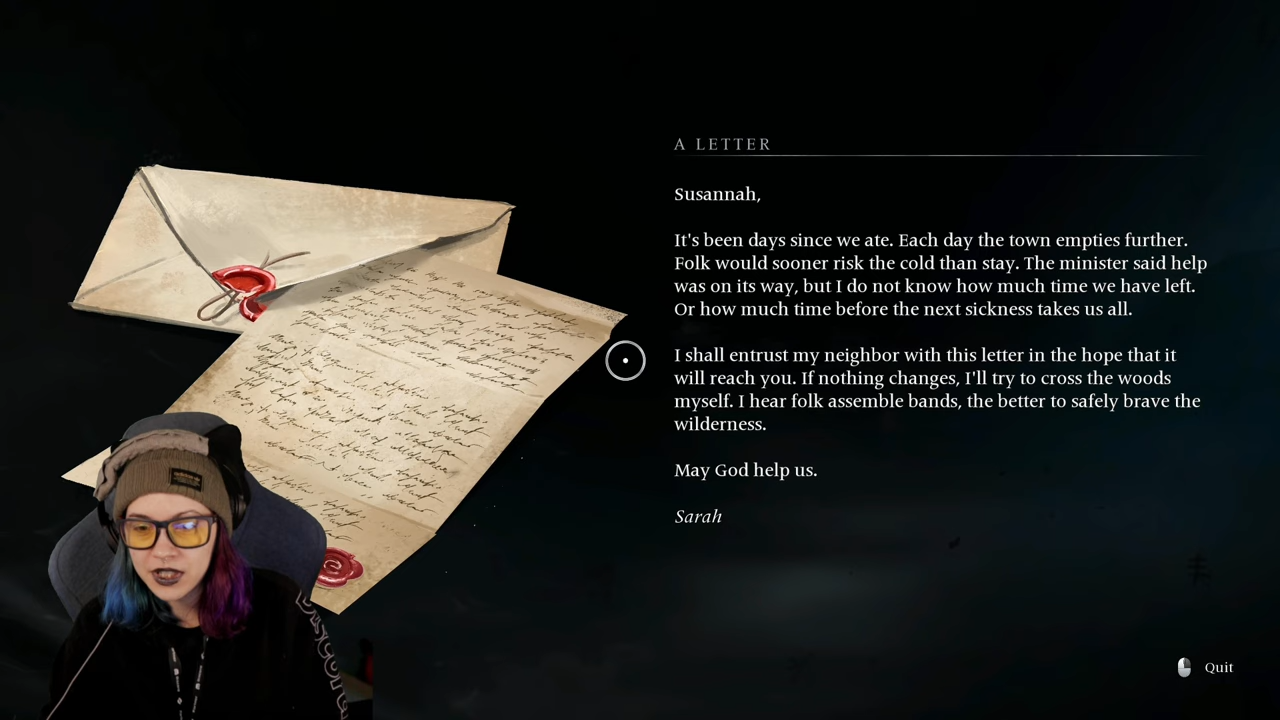 A LETTER
Susannah,
It's been days since we ate. Each day the town empties further.
Folk would sooner risk the cold than stay. The minister said help
was on its way, but I do not know how much time we have left.
Or how much time before the next sickness takes us all.
I shall entrust my neighbor with this letter in the hope that it
will reach you. If nothing changes, I'll try to cross the woods
myself. I hear folk assemble bands, the better to safely brave the
wilderness.
May God help us.
Sarah
Quit